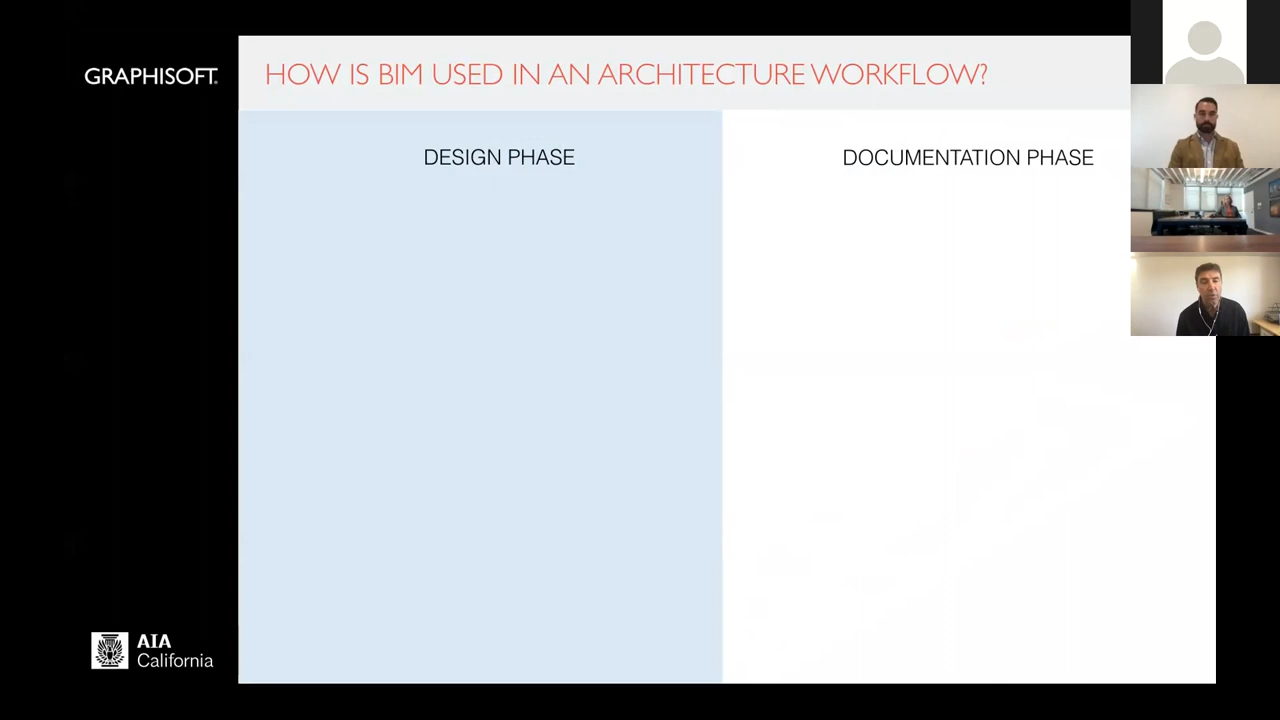 GRAPHISOFT.
HOW IS BIM USED IN AN ARCHITECTURE WORKFLOW?
DESIGN PHASE
DOCUMENTATION PHASE
AIA
California